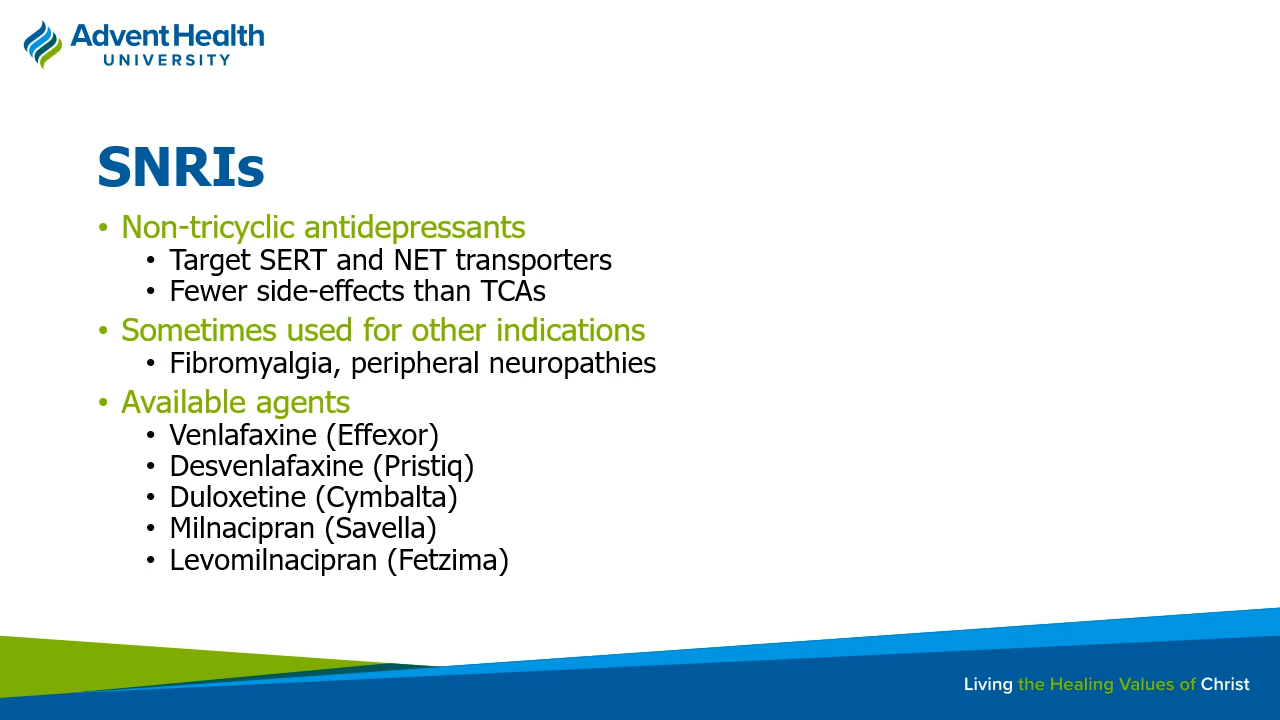 AdventHealth
UNIVERSITY
SNRIs
• Non-tricyclic antidepressants
• Target SERT and NET transporters
• Fewer side-effects than TCAs
• Sometimes used for other indications
• Fibromyalgia, peripheral neuropathies
• Available agents
• Venlafaxine (Effexor)
• Desvenlafaxine (Pristiq)
• Duloxetine (Cymbalta)
• Milnacipran (Savella)
• Levomilnacipran (Fetzima)
Living the Healing Values of Christ